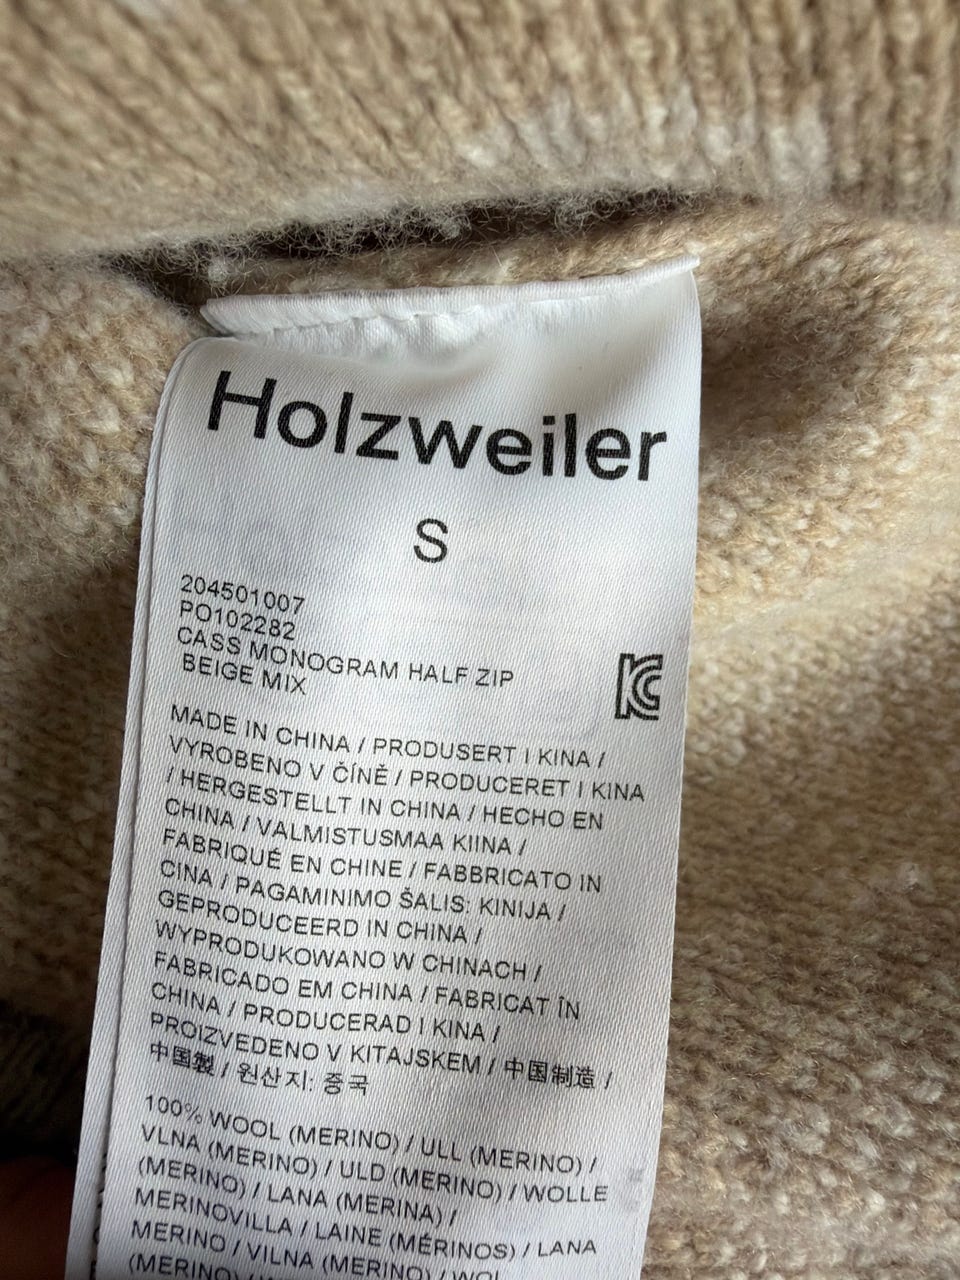 Holzweiler
S
204501007
PO102282
CASS MONOGRAM HALF ZIP
BEIGE MIX
MADE IN CHINA / PRODUSERT I KINA /
VYROBENO V ČÍNĚ / PRODUCERET I KINA
/ HERGESTELLT IN CHINA / HECHO EN
CHINA / VALMISTUSMAA KIINA /
FABRIQUÉ EN CHINE / FABBRICATO IN
CINA / PAGAMINIMO ŠALIS: KINIJA /
GEPRODUCEERD IN CHINA /
WYPRODUKOWANO W CHINACH /
FABRICADO EM CHINA / FABRICAT ÎN
CHINA / PRODUCERAD I KINA /
PROIZVEDENO V KITAJSKEM / 中国制造 /
中国製 / 원산지: 중국
100% WOOL (MERINO) / ULL (MERINO) /
VLNA (MERINO) / ULD (MERINO) / WOLLE
(MERINO) / LANA (MERINA) /
MERINOVILLA / LAINE (MÉRINOS) / LANA
MERINO / VILNA (MERINO) / WOL
(MERINO) /